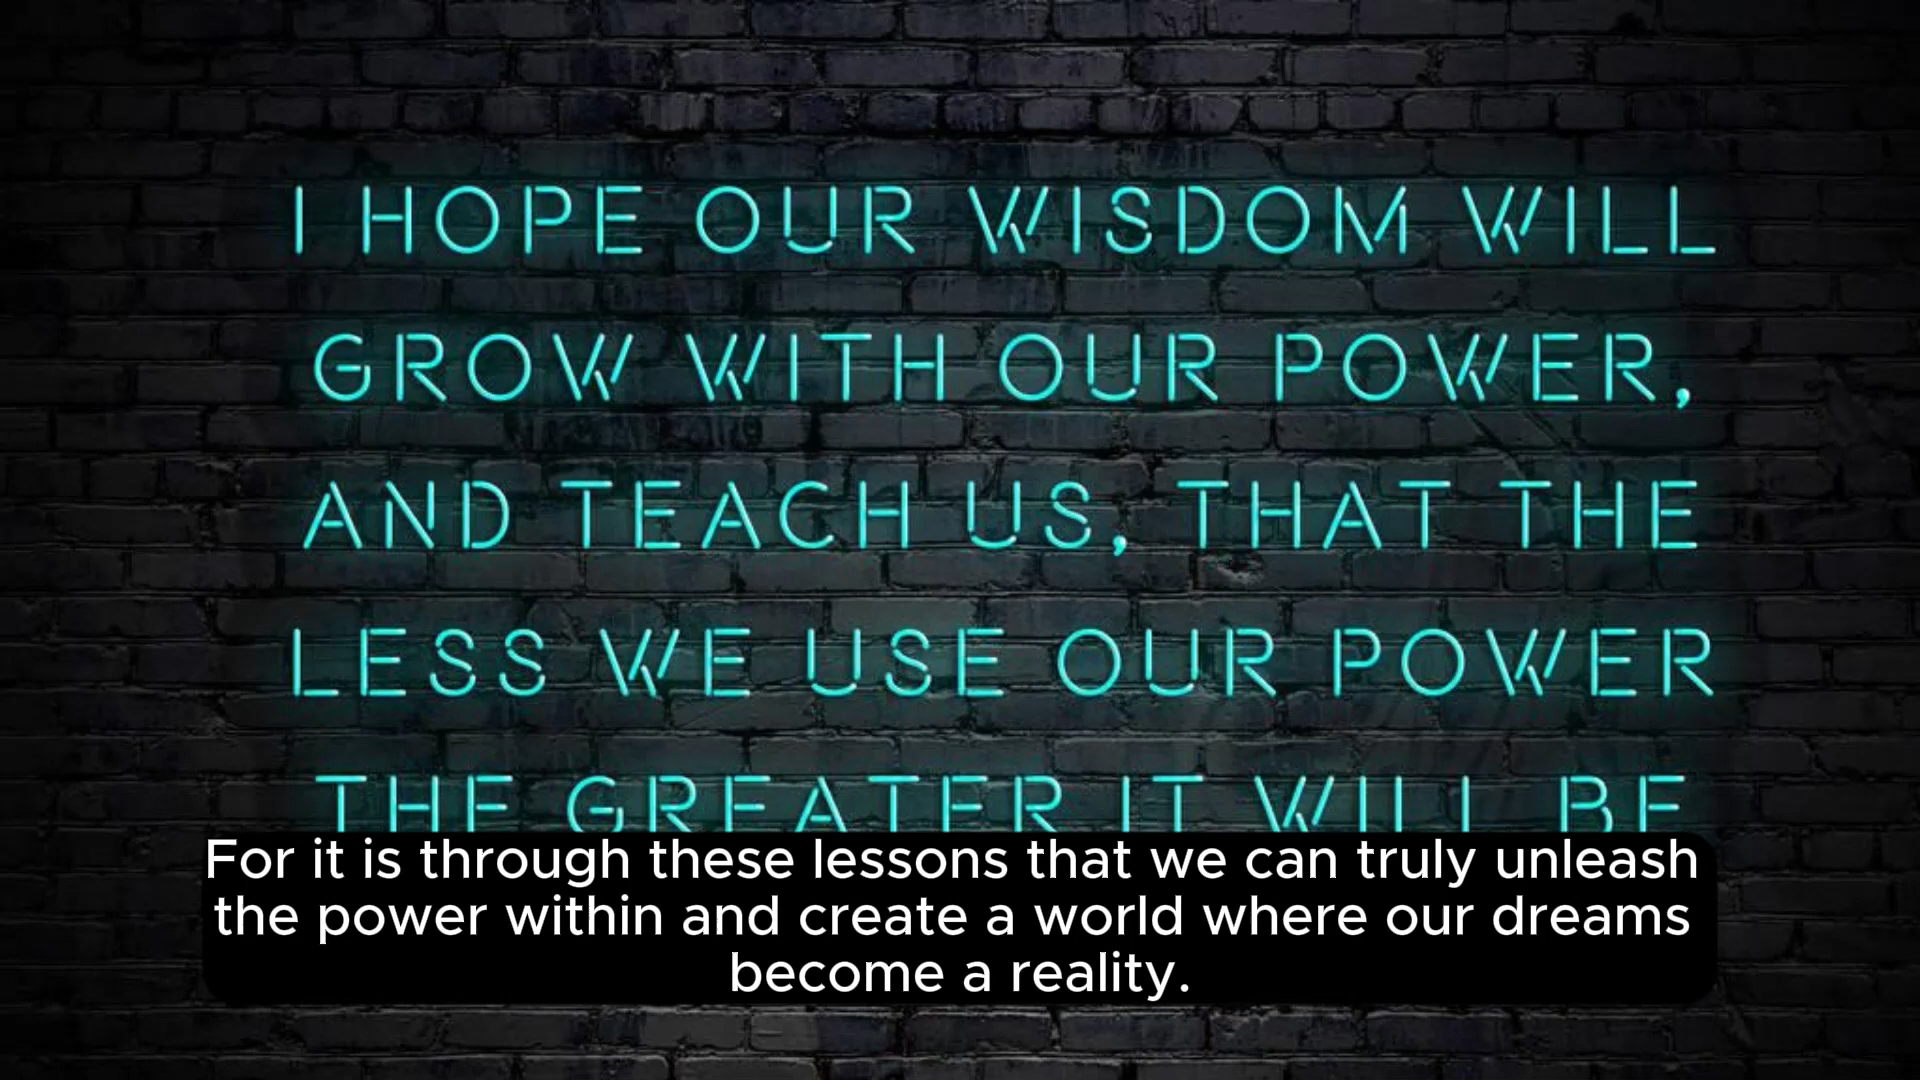 I HOPE OUR WISDOM WILL
GROW WITH OUR POWER,
AND TEACH US, THAT THE
LESS WE USE OUR POWER
THE GREATER IT WILL BE
For it is through these lessons that we can truly unleash
the power within and create a world where our dreams
become a reality.